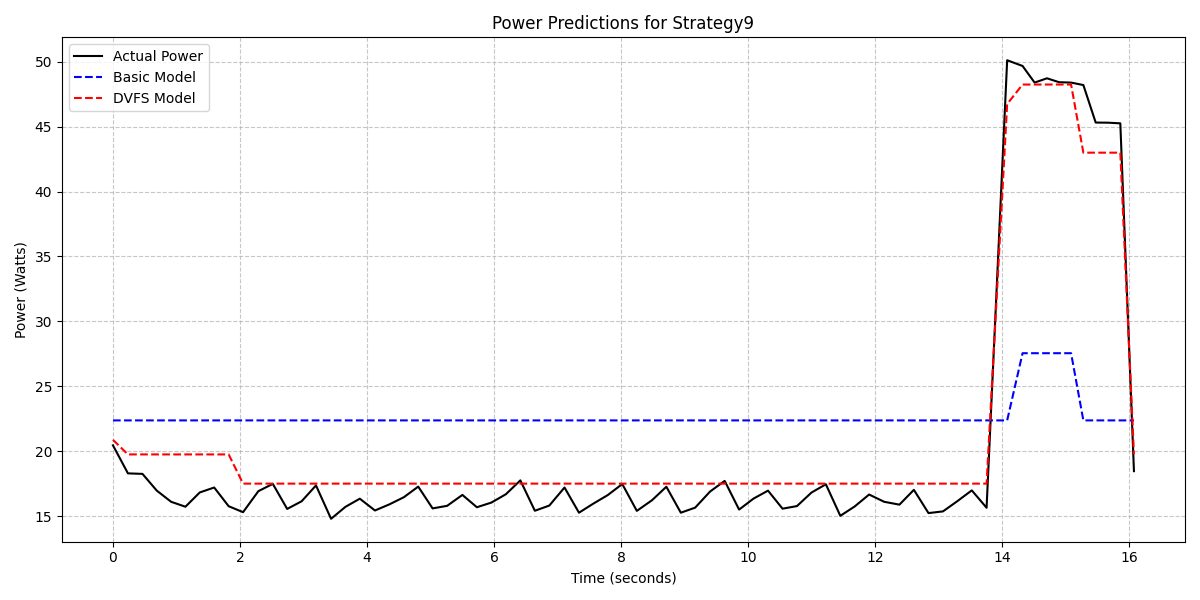 Power Predictions for Strategy9
Actual Power
Basic Model
DVFS Model
Power (Watts)
50
45
40
35
30
25
20
15
0 2 4 6 8 10 12 14 16
Time (seconds)